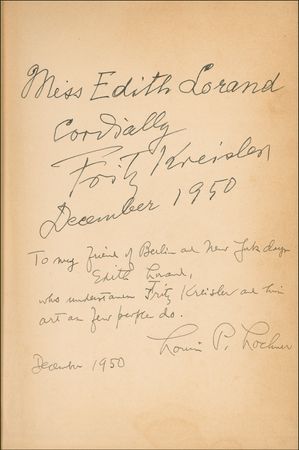 Miss Edith Lorand
Cordially
Fritz Kreisler
December 1950
To my friend of Berlin and New York days
Edith Lorand,
who understands Fritz Kreisler and his
art as few people do.
Louis P. Lochner
December 1950